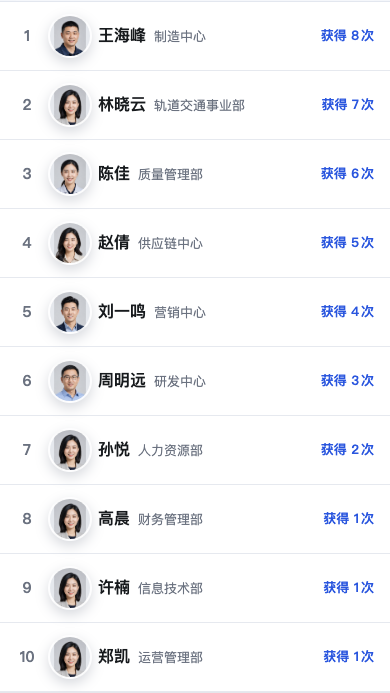 1 王海峰 制造中心 获得 8次
2 林晓云 轨道交通事业部 获得 7次
3 陈佳 质量管理部 获得 6次
4 赵倩 供应链中心 获得 5次
5 刘一鸣 营销中心 获得 4次
6 周明远 研发中心 获得 3次
7 孙悦 人力资源部 获得 2次
8 高晨 财务管理部 获得 1次
9 许楠 信息技术部 获得 1次
10 郑凯 运营管理部 获得 1次